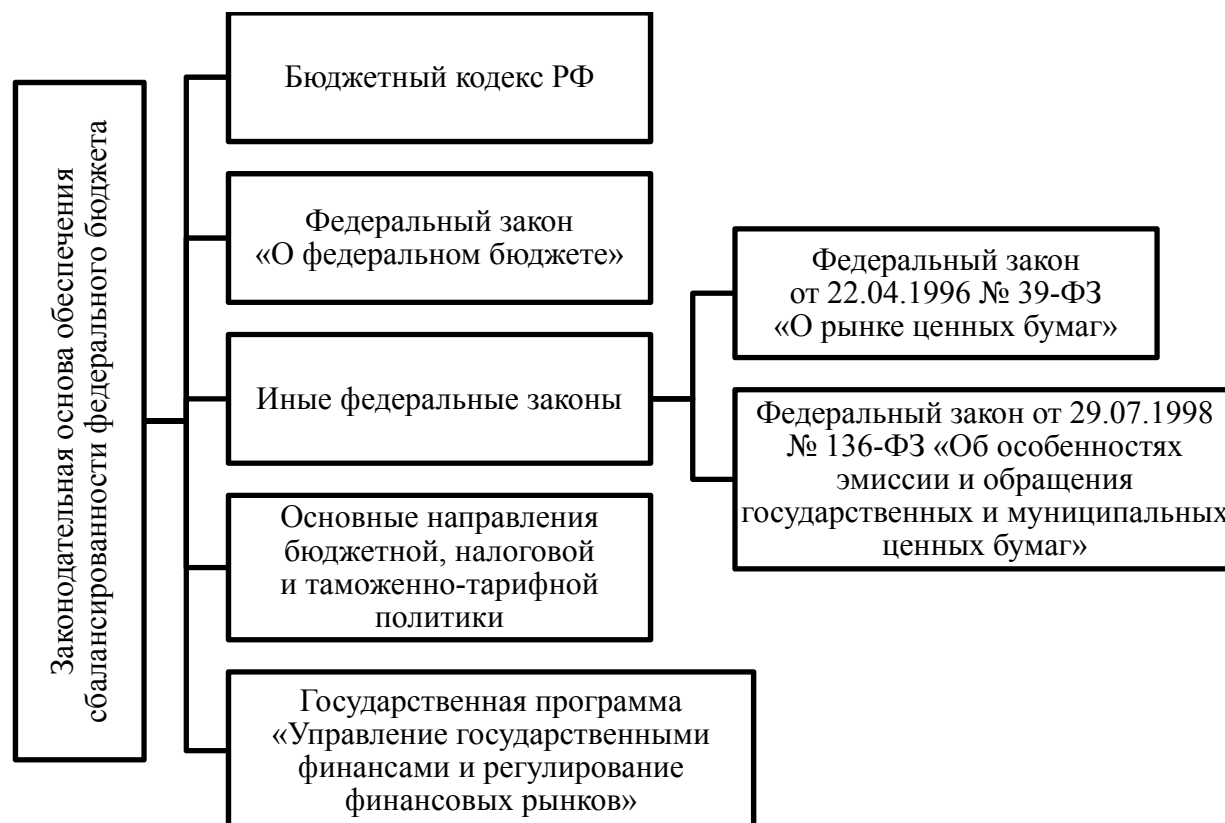 Законодательная основа обеспечения
сбалансированности федерального бюджета
Бюджетный кодекс РФ
Федеральный закон
«О федеральном бюджете»
Иные федеральные законы
Федеральный закон
от 22.04.1996 № 39-ФЗ
«О рынке ценных бумаг»
Федеральный закон от 29.07.1998
№ 136-ФЗ «Об особенностях
эмиссии и обращения
государственных и муниципальных
ценных бумаг»
Основные направления
бюджетной, налоговой
и таможенно-тарифной
политики
Государственная программа
«Управление государственными
финансами и регулирование
финансовых рынков»